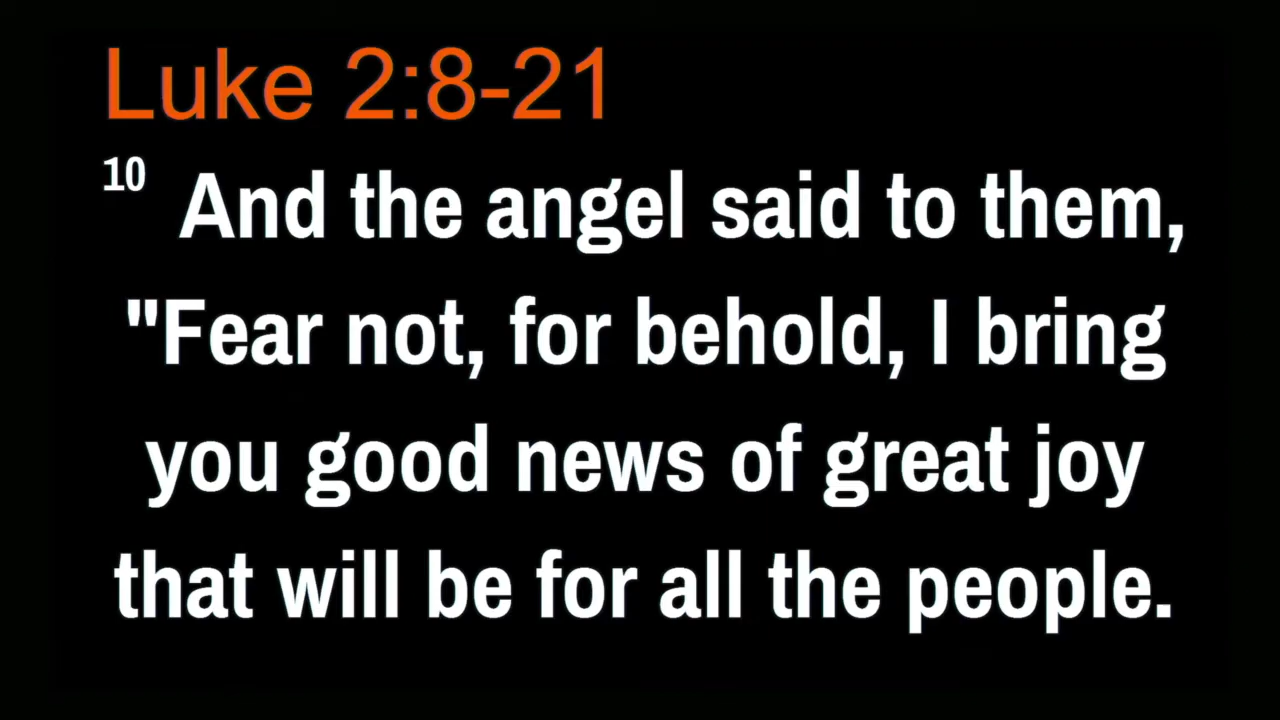 Luke 2:8-21
10 And the angel said to them,
"Fear not, for behold, I bring
you good news of great joy
that will be for all the people.